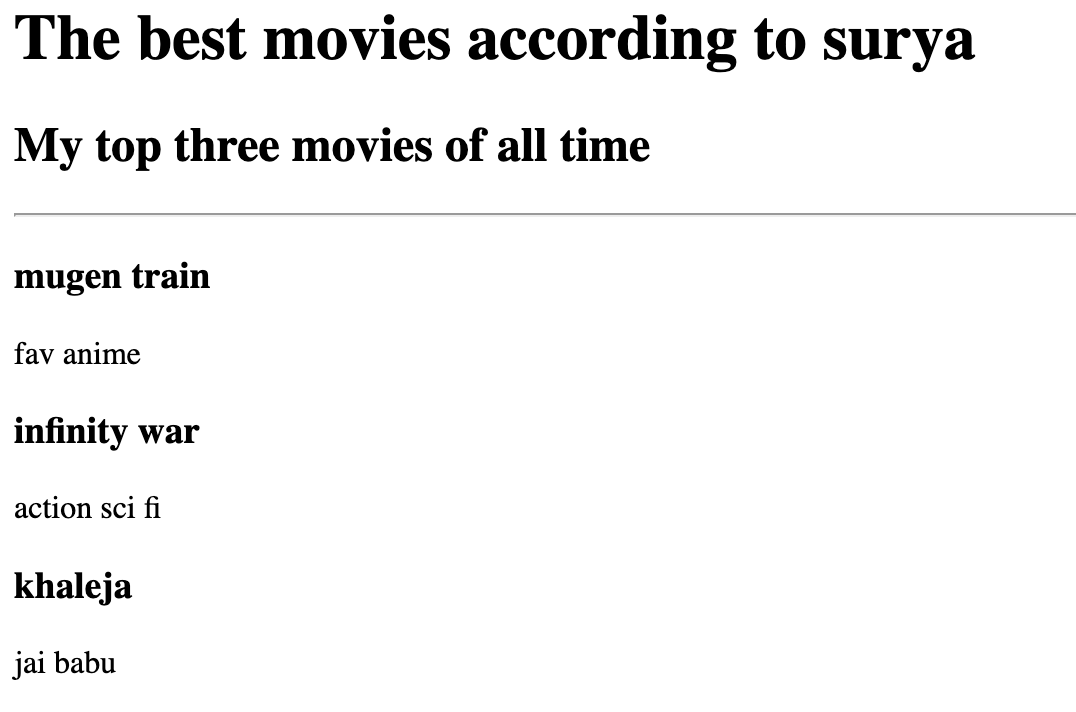 The best movies according to surya
My top three movies of all time
mugen train
fav anime
infinity war
action sci fi
khaleja
jai babu